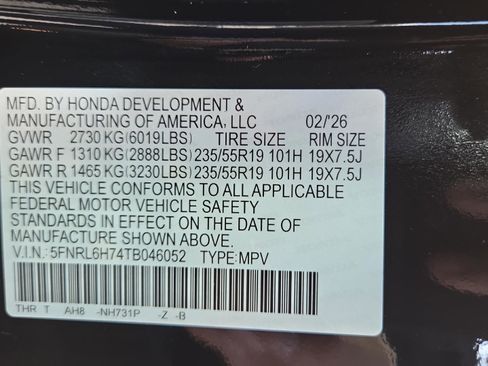 MFD. BY HONDA DEVELOPMENT &
MANUFACTURING OF AMERICA, LLC 02/'26
GVWR 2730 KG(6019LBS) TIRE SIZE RIM SIZE
GAWR F 1310 KG(2888LBS) 235/55R19 101H 19X7.5J
GAWR R 1465 KG(3230LBS) 235/55R19 101H 19X7.5J
THIS VEHICLE CONFORMS TO ALL APPLICABLE
FEDERAL MOTOR VEHICLE SAFETY
STANDARDS IN EFFECT ON THE DATE OF
MANUFACTURE SHOWN ABOVE.
V.I.N.: 5FNRL6H74TB046052 TYPE:MPV
THR T AH8 -NH731P -Z -B